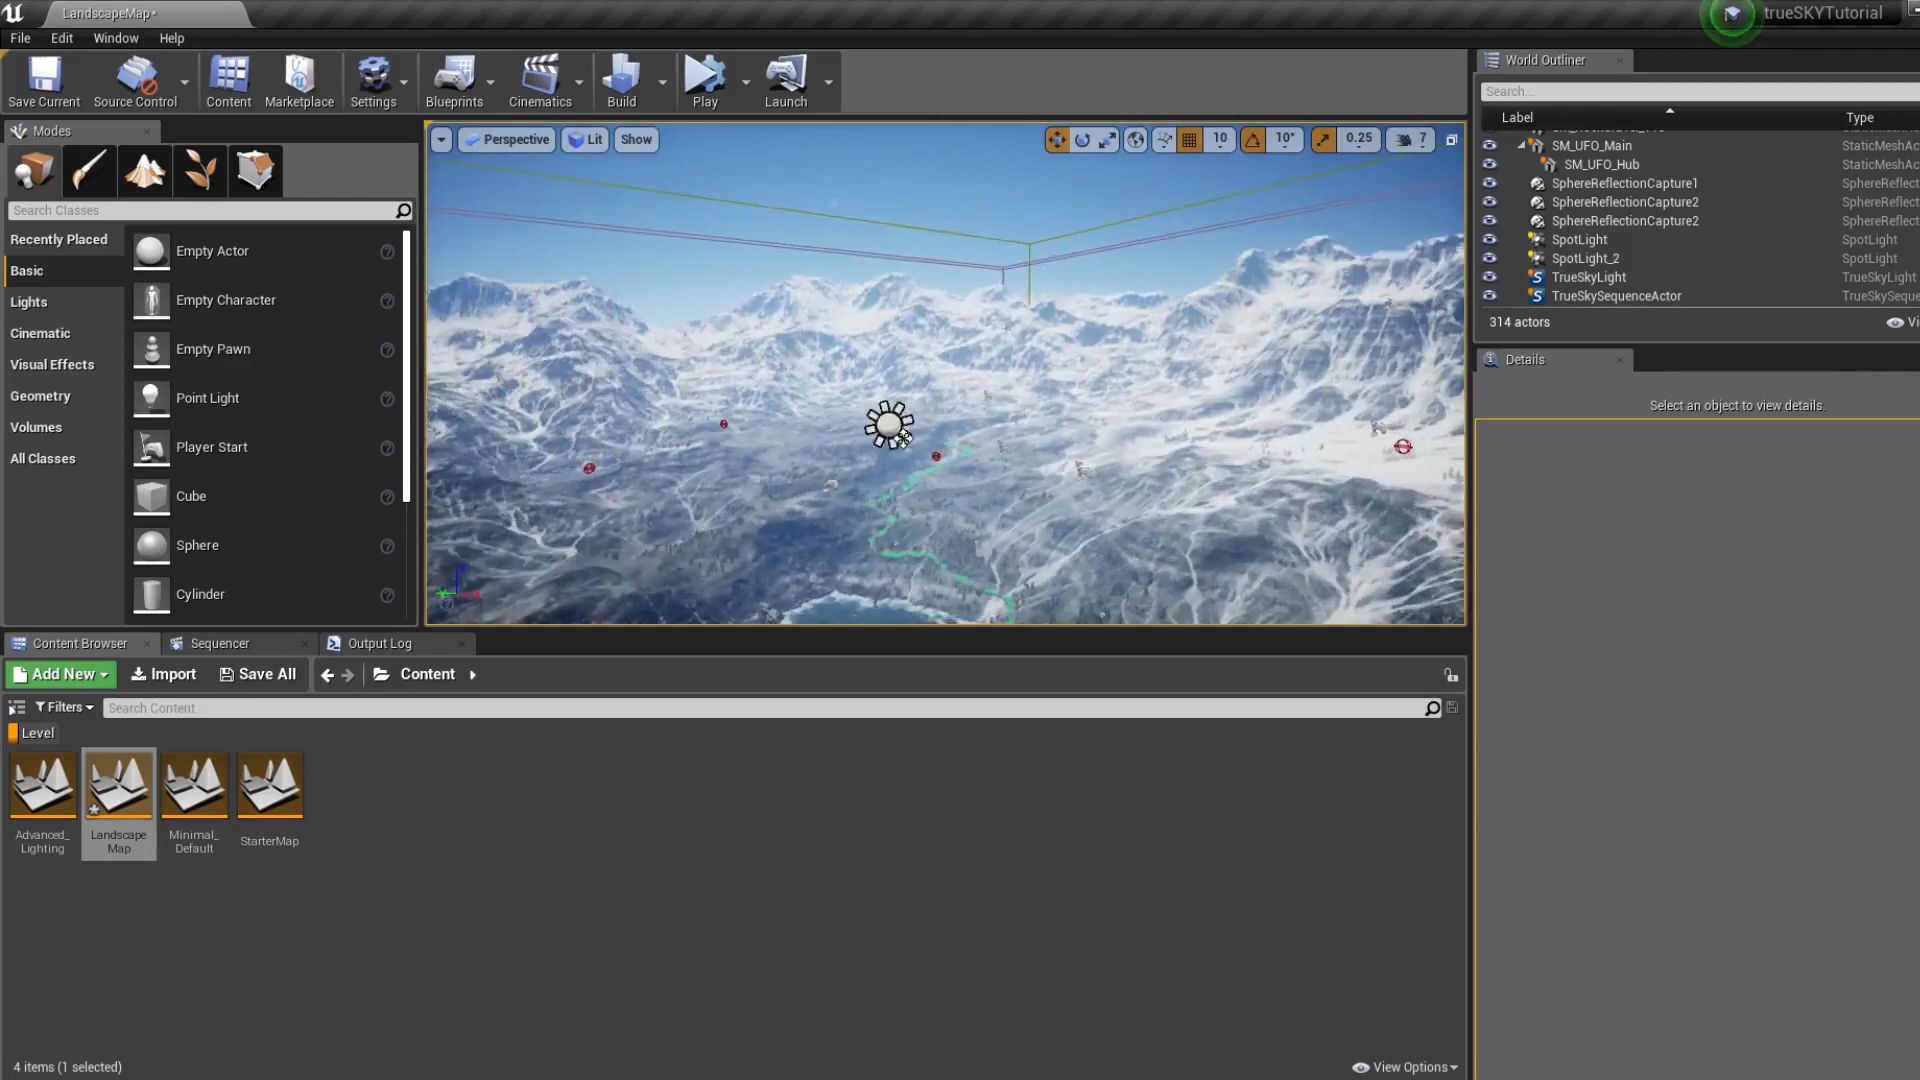 LandscapeMap*
trueSKYTutorial
File Edit Window Help
World Outliner
Save Current Source Control Content Marketplace Settings Blueprints Cinematics Build Play Launch
Search...
Label Type
Modes
Perspective Lit Show 10 10° 0.25 7
SM_UFO_Main StaticMeshAc
SM_UFO_Hub StaticMeshAc
SphereReflectionCapture1 SphereReflect
SphereReflectionCapture2 SphereReflect
SphereReflectionCapture2 SphereReflect
SpotLight SpotLight
SpotLight_2 SpotLight
TrueSkyLight TrueSkyLight
TrueSkySequenceActor TrueSkySeque
314 actors Vi
Details
Select an object to view details.
Search Classes
Recently Placed
Basic
Lights
Cinematic
Visual Effects
Geometry
Volumes
All Classes
Empty Actor
Empty Character
Empty Pawn
Point Light
Player Start
Cube
Sphere
Cylinder
Content Browser Sequencer Output Log
Add New Import Save All Content
Filters Search Content
Level
Advanced_
Lighting
Landscape
Map
Minimal_
Default
StarterMap
4 items (1 selected) View Options